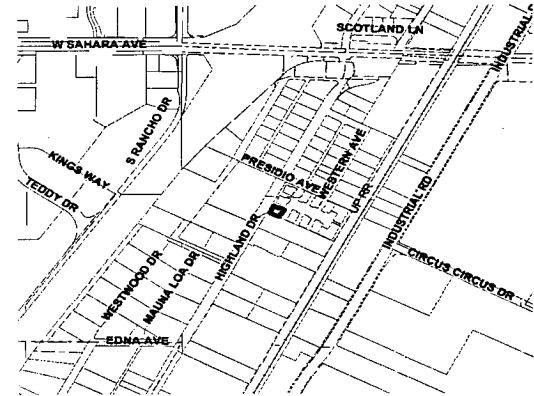 SCOTLAND LN
W SAHARA AVE
INDUSTRIAL R
S RANCHO DR
KINGS WAY
TEDDY DR
PRESIDIO AVE
WESTERN AVE
UP RR
INDUSTRIAL RD
HIGHLAND DR
CIRCUS CIRCUS DR
WESTWOOD DR
MAUNA LOA DR
EDNA AVE